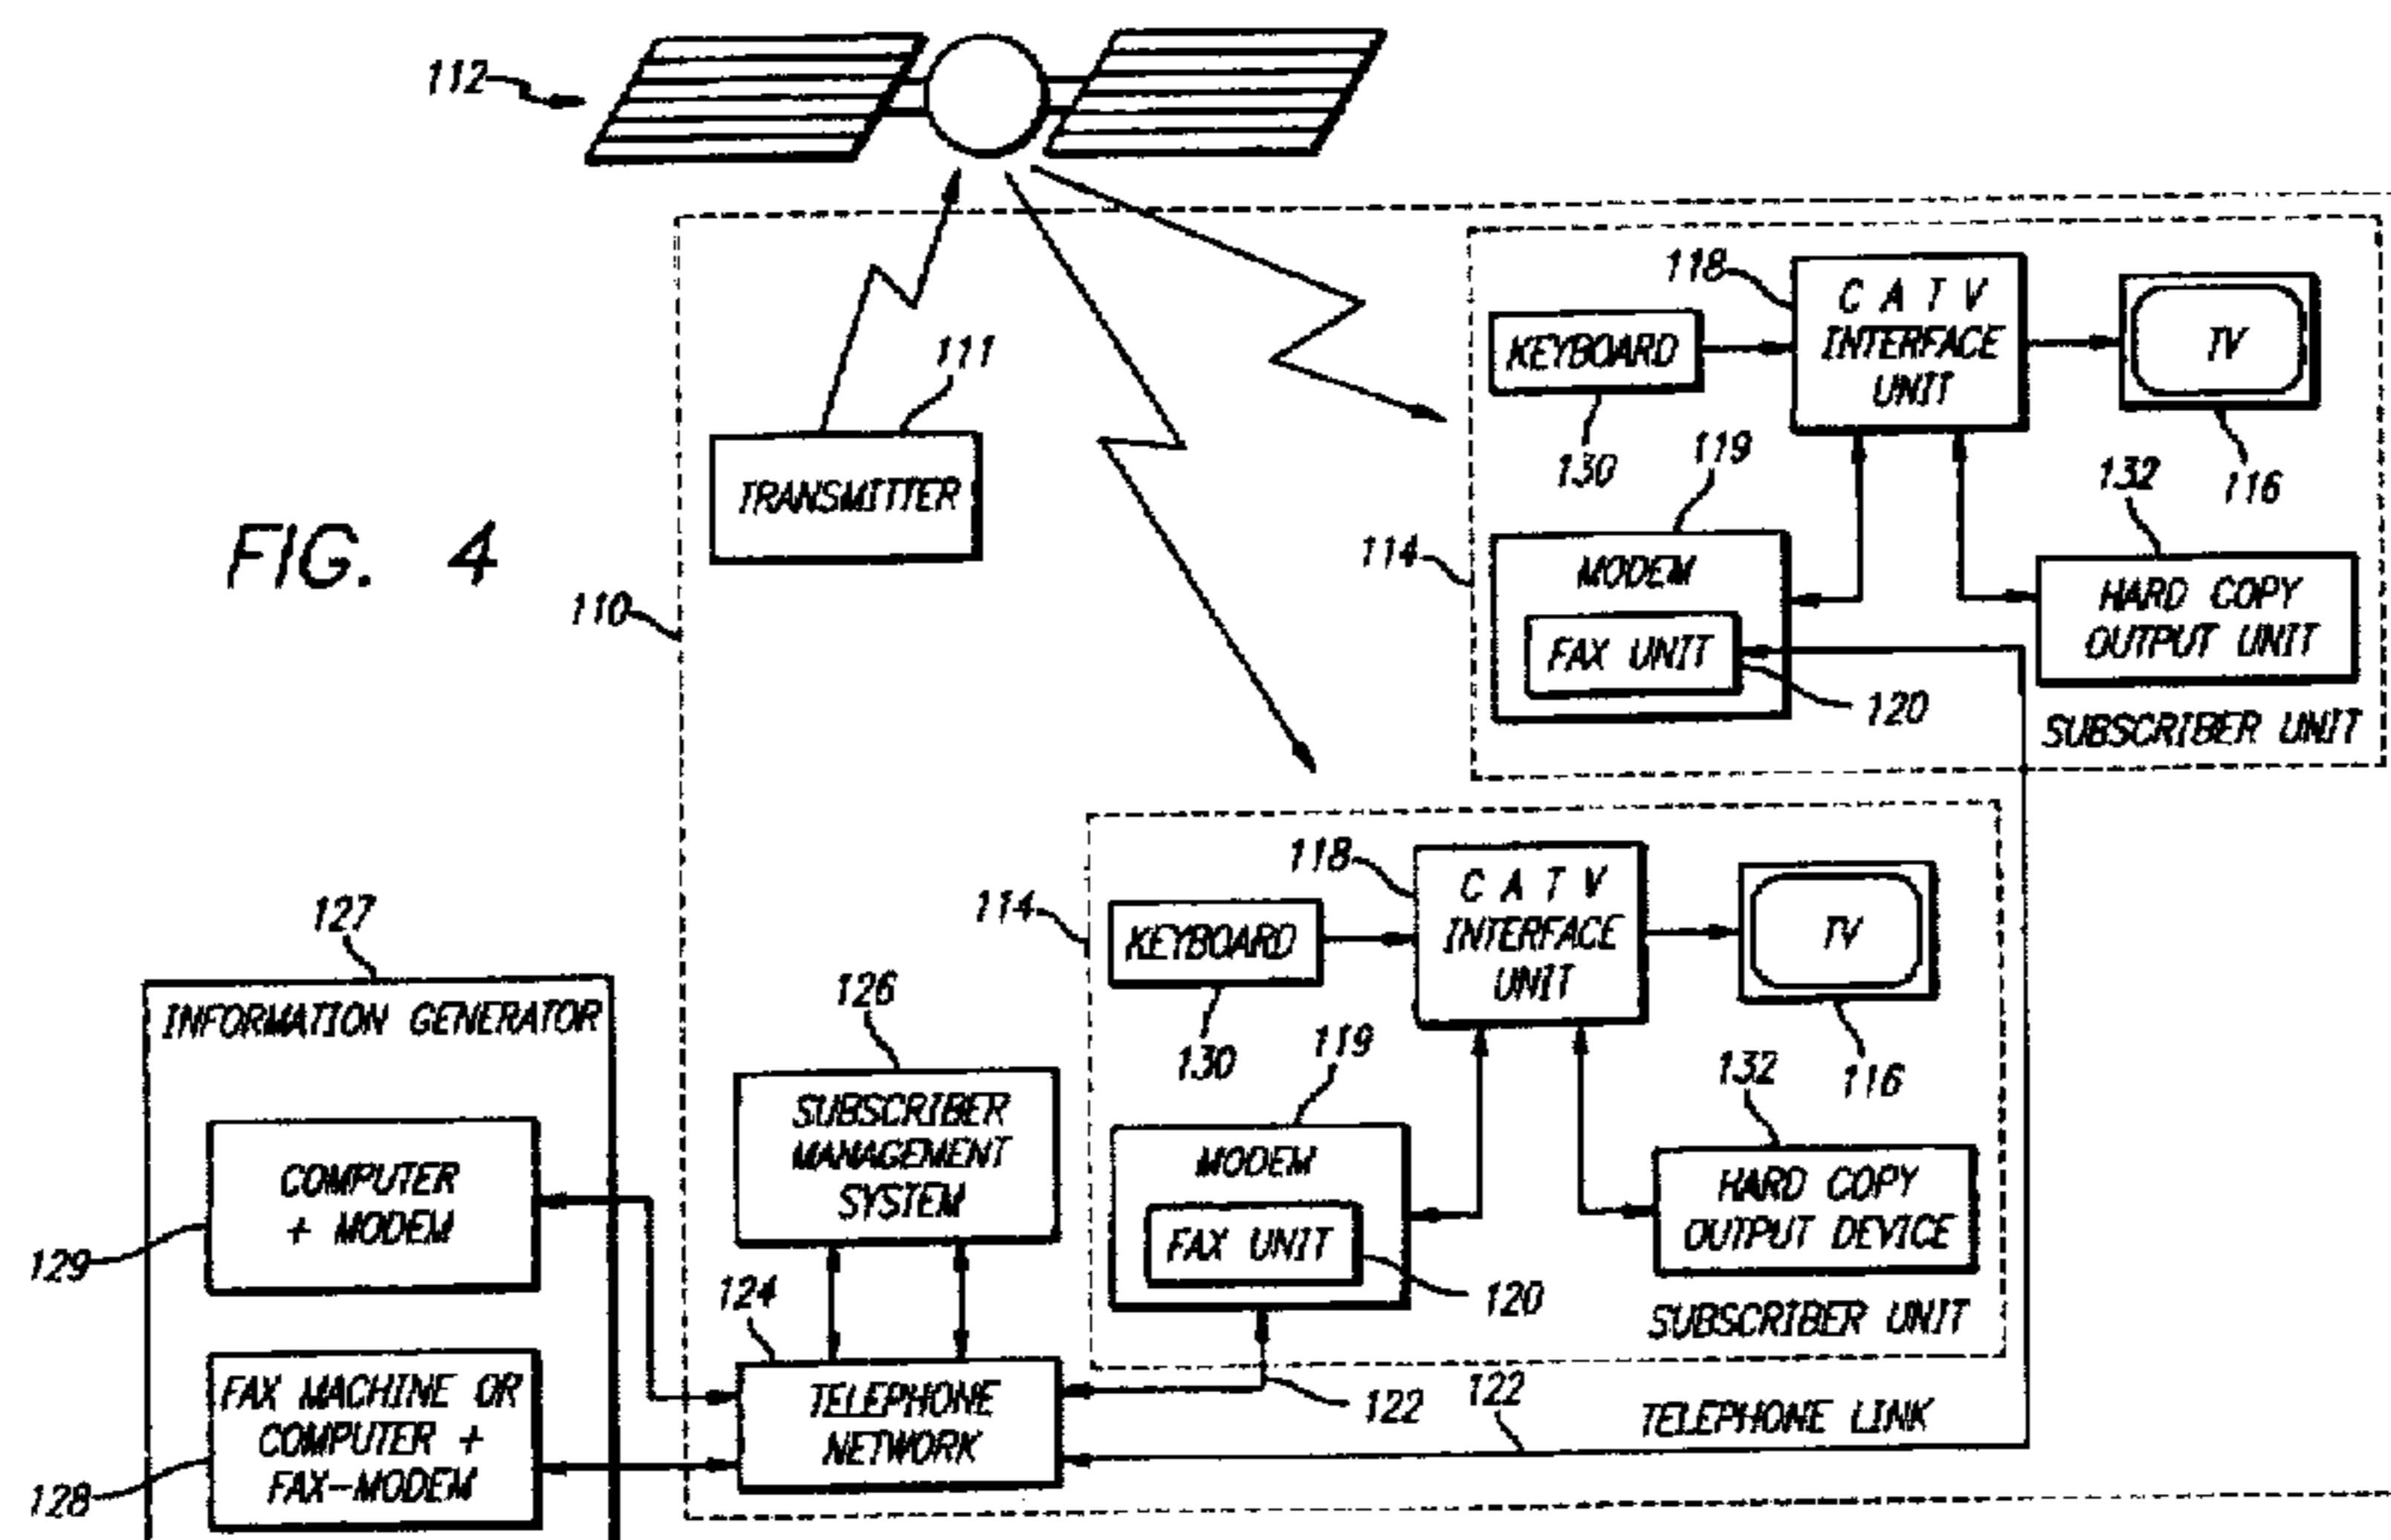 112
118
C A T V
INTERFACE
UNIT
KEYBOARD
TV
111
130
119
132
116
TRANSMITTER
FIG. 4
114
MODEM
110
HARD COPY
OUTPUT UNIT
FAX UNIT
120
SUBSCRIBER UNIT
118
C A T V
INTERFACE
UNIT
127
114
KEYBOARD
TV
126
INFORMATION GENERATOR
130
119
132
116
SUBSCRIBER
MANAGEMENT
SYSTEM
COMPUTER
+ MODEM
MODEM
HARD COPY
OUTPUT DEVICE
129
FAX UNIT
124
120
SUBSCRIBER UNIT
FAX MACHINE OR
COMPUTER +
FAX-MODEM
TELEPHONE
NETWORK
122
122
TELEPHONE LINK
128